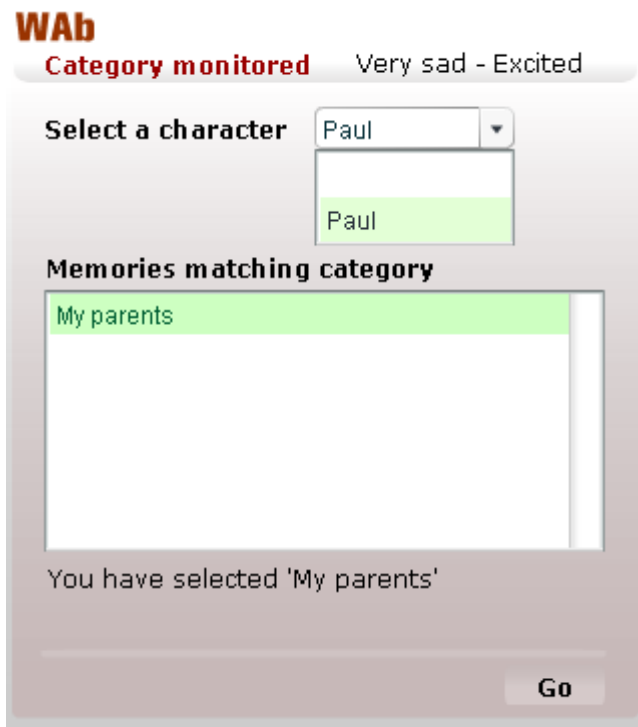 WAb
Category monitored Very sad - Excited
Select a character Paul
Paul
Memories matching category
My parents
You have selected 'My parents'
Go